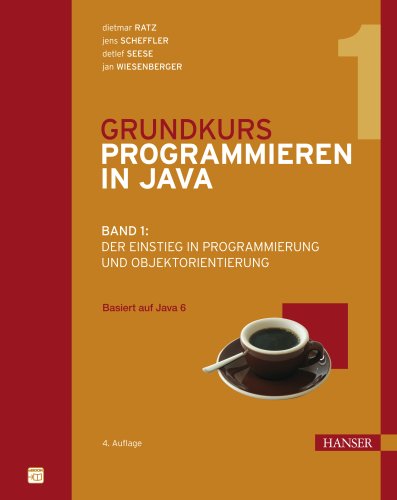 dietmar RATZ
jens SCHEFFLER
detlef SEESE
jan WIESENBERGER
1
GRUNDKURS
PROGRAMMIEREN
IN JAVA
BAND 1:
DER EINSTIEG IN PROGRAMMIERUNG
UND OBJEKTORIENTIERUNG
Basiert auf Java 6
4. Auflage
HANSER